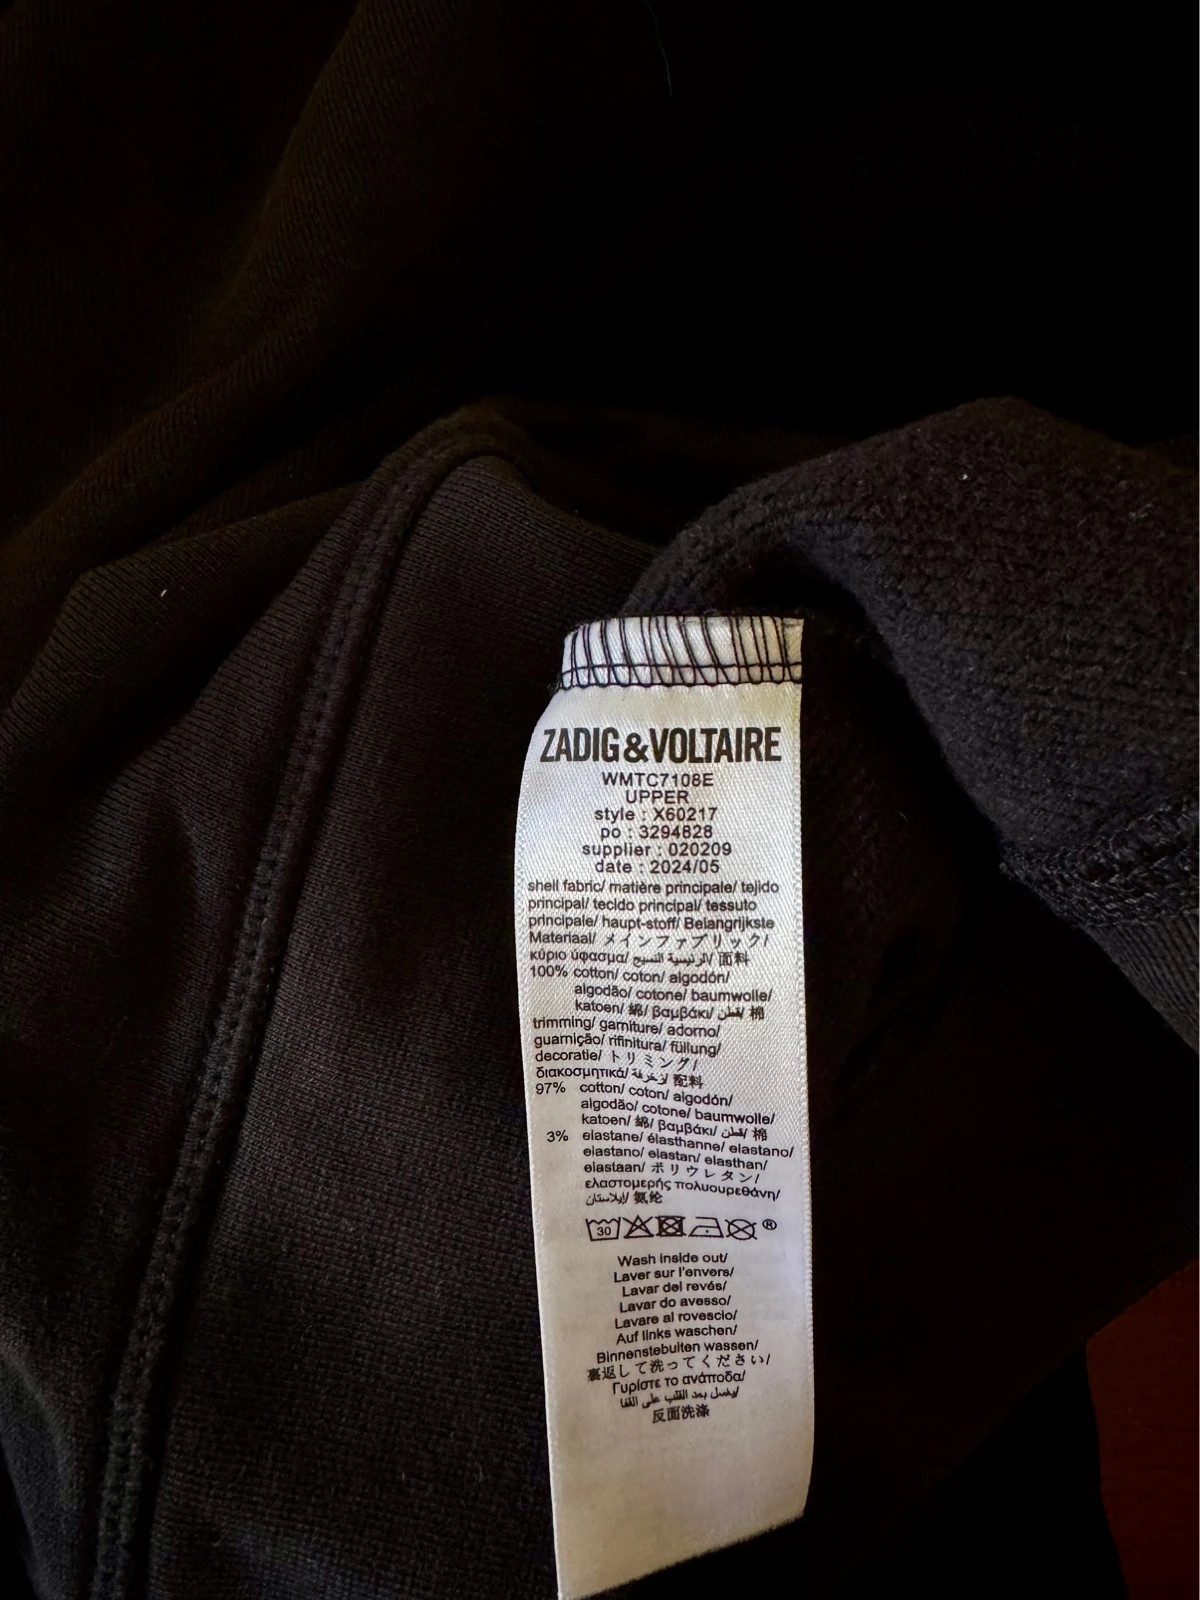 ZADIG&VOLTAIRE
WMTC7108E
UPPER
style : X60217
po : 3294828
supplier : 020209
date : 2024/05
shell fabric/ matière principale/ tejido
principal/ tecido principal/ tessuto
principale/ haupt-stoff/ Belangrijkste
Materiaal/ メインファブリック/
κύριο ύφασμα/ الرئيسية النسيج/ 面料
100% cotton/ coton/ algodón/
algodão/ cotone/ baumwolle/
katoen/ 綿/ βαμβάκι/ قطن/ 棉
trimming/ garniture/ adorno/
guarnição/ rifinitura/ füllung/
decoratie/ トリミング/
διακοσμητικά/ زخرفة/ 配料
97% cotton/ coton/ algodón/
algodão/ cotone/ baumwolle/
katoen/ 綿/ βαμβάκι/ قطن/ 棉
3% elastane/ élasthanne/ elastano/
elastano/ elastan/ elasthan/
elastaan/ ポリウレタン/
ελαστομερής πολυουρεθάνη/
إيلاستان/ 氨纶
30 ®
Wash inside out/
Laver sur l'envers/
Lavar del revés/
Lavar do avesso/
Lavare al rovescio/
Auf links waschen/
Binnenstebuiten wassen/
裏返して洗ってください/
Γυρίστε το ανάποδα/
على القفا/
反面洗涤